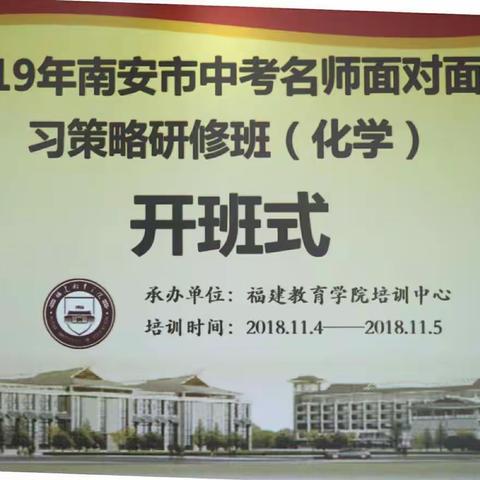 19年南安市中考名师面对面
习策略研修班（化学）
开班式
承办单位：福建教育学院培训中心
培训时间：2018.11.4——2018.11.5